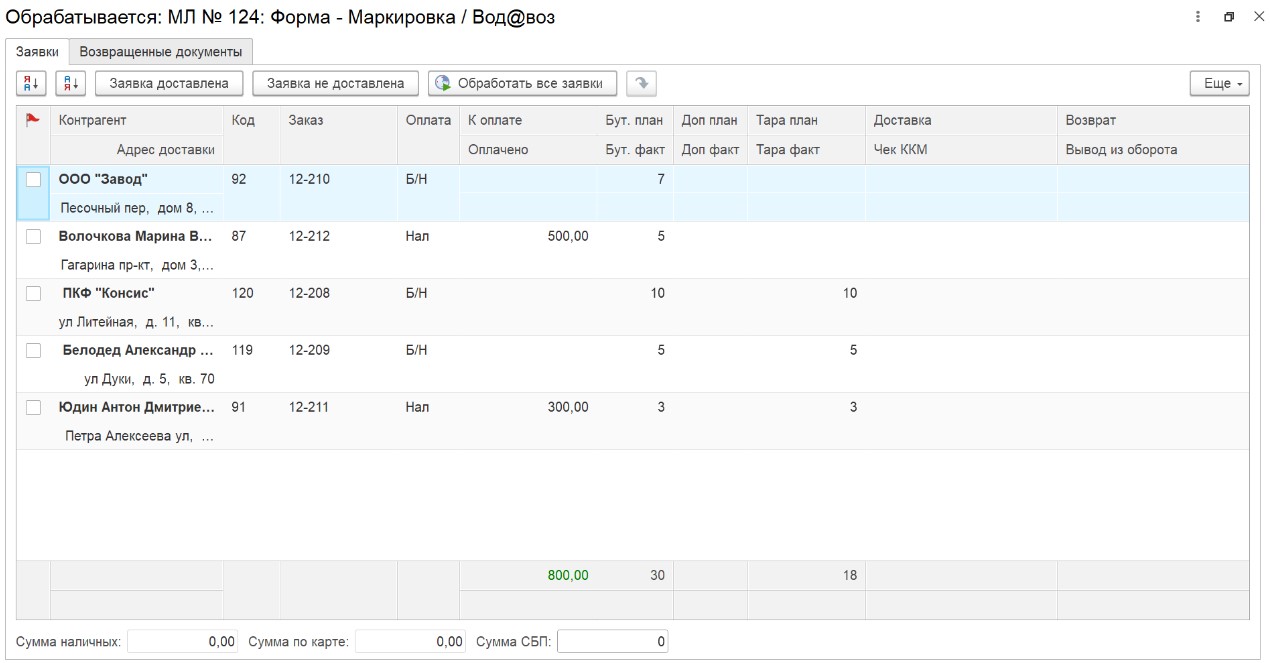 Обрабатывается: МЛ № 124: Форма - Маркировка / Вод@воз
Заявки Возвращенные документы
Заявка доставлена Заявка не доставлена Обработать все заявки Еще
Контрагент Код Заказ Оплата К оплате Бут. план Доп план Тара план Доставка Возврат
Адрес доставки Оплачено Бут. факт Доп факт Тара факт Чек ККМ Вывод из оборота
ООО "Завод" 92 12-210 Б/Н 7
Песочный пер, дом 8, ...
Волочкова Марина В... 87 12-212 Нал 500,00 5
Гагарина пр-кт, дом 3,...
ПКФ "Консис" 120 12-208 Б/Н 10 10
ул Литейная, д. 11, кв...
Белодед Александр ... 119 12-209 Б/Н 5 5
ул Дуки, д. 5, кв. 70
Юдин Антон Дмитрие... 91 12-211 Нал 300,00 3 3
Петра Алексеева ул, ...
800,00 30 18
Сумма наличных: 0,00 Сумма по карте: 0,00 Сумма СБП: 0